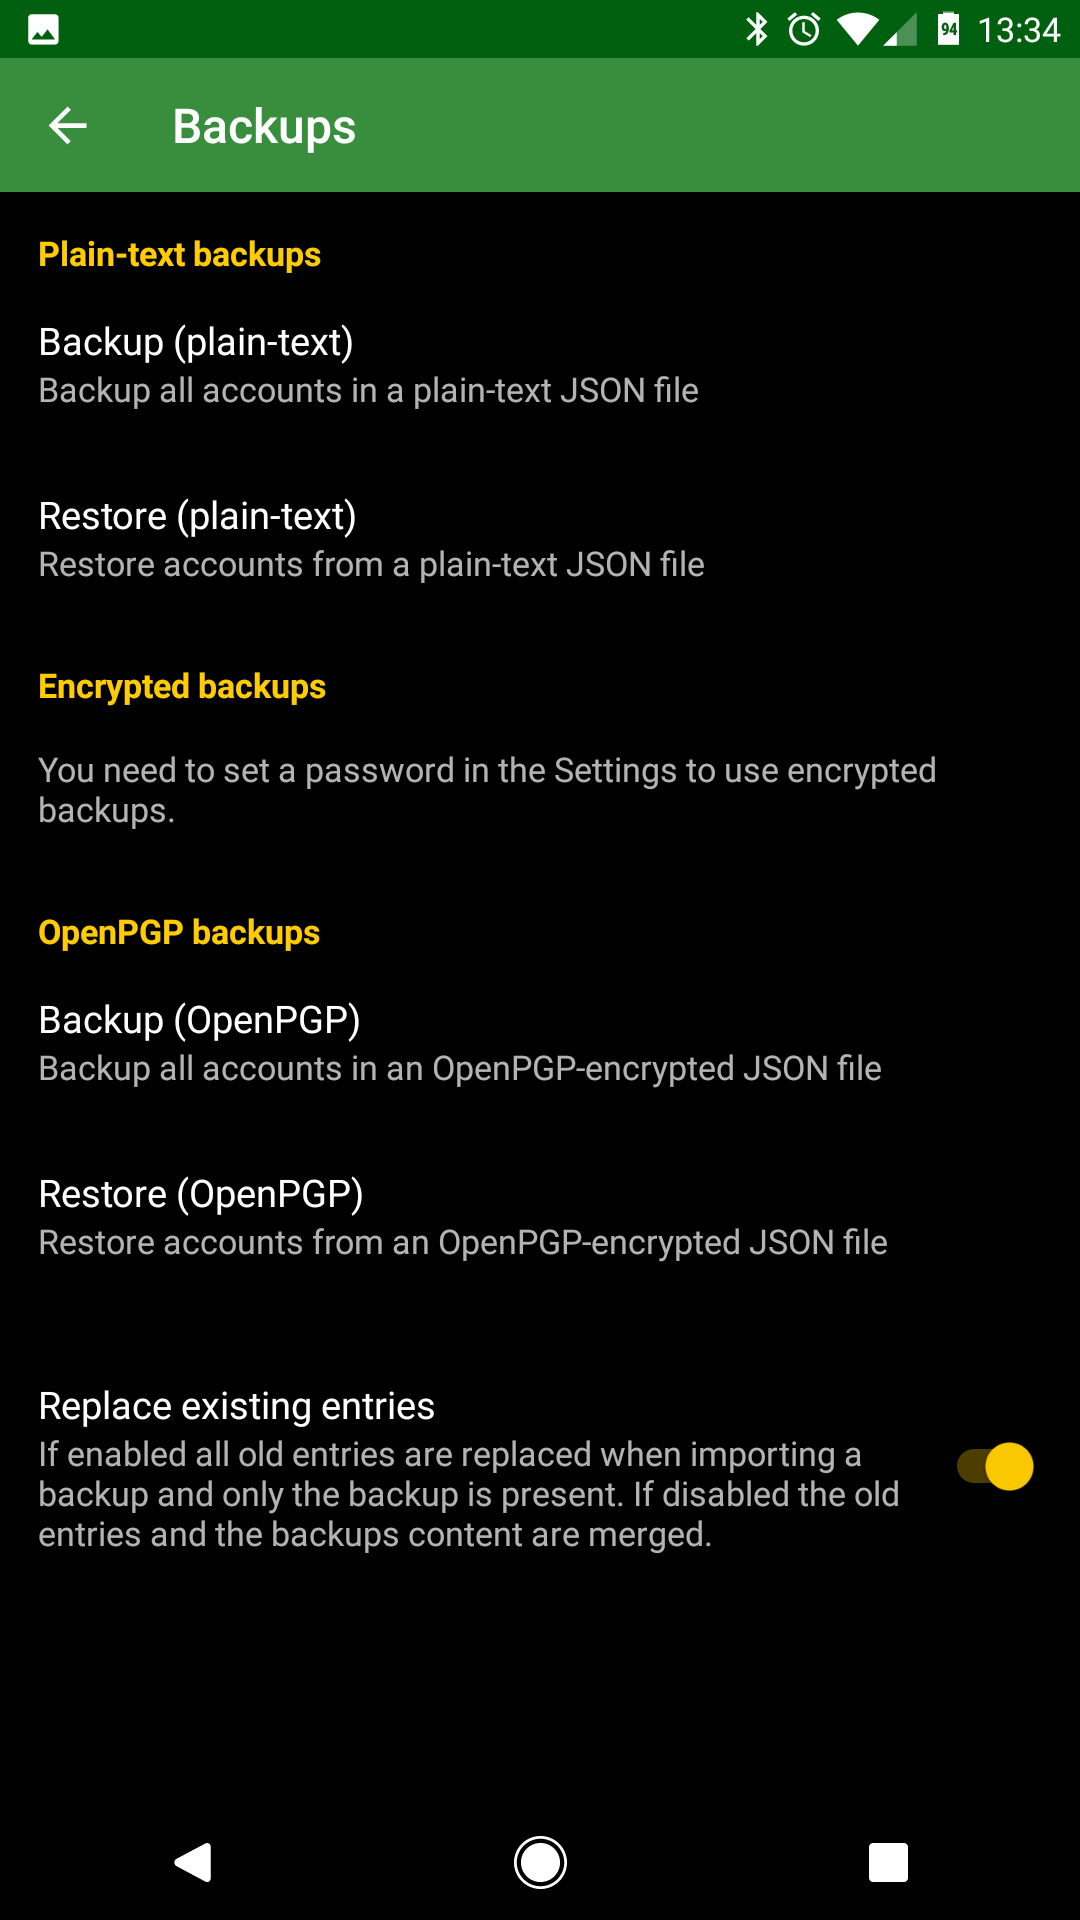 94 13:34
Backups
Plain-text backups
Backup (plain-text)
Backup all accounts in a plain-text JSON file
Restore (plain-text)
Restore accounts from a plain-text JSON file
Encrypted backups
You need to set a password in the Settings to use encrypted
backups.
OpenPGP backups
Backup (OpenPGP)
Backup all accounts in an OpenPGP-encrypted JSON file
Restore (OpenPGP)
Restore accounts from an OpenPGP-encrypted JSON file
Replace existing entries
If enabled all old entries are replaced when importing a
backup and only the backup is present. If disabled the old
entries and the backups content are merged.